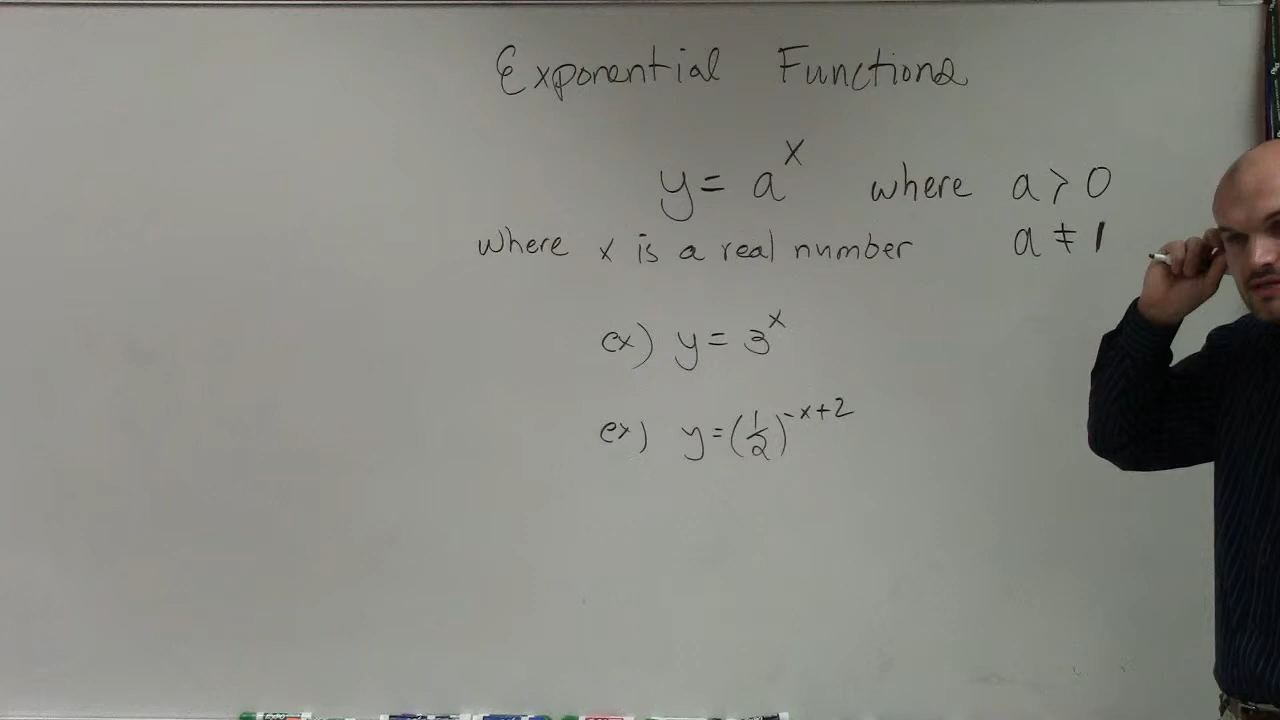 Exponential Functions
y = a^x where a > 0
where x is a real number a ≠ 1
ex) y = 3^x
ex) y = (1/2)^-x+2